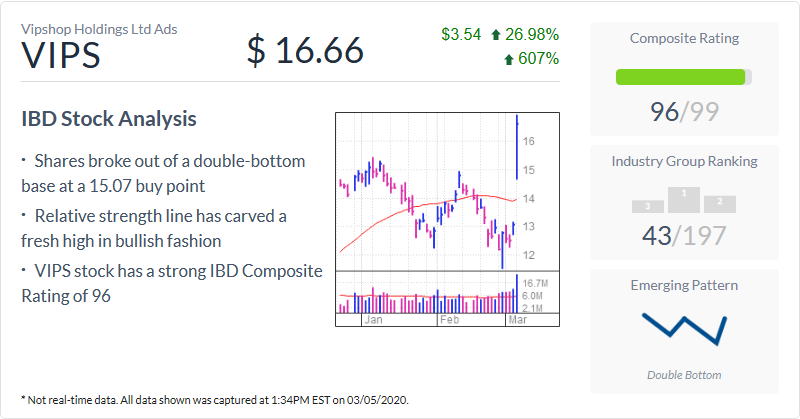 Vipshop Holdings Ltd Ads
VIPS
$ 16.66
$3.54 26.98%
607%
IBD Stock Analysis
· Shares broke out of a double-bottom
base at a 15.07 buy point
· Relative strength line has carved a
fresh high in bullish fashion
· VIPS stock has a strong IBD Composite
Rating of 96
16
15
14
13
12
16.7M
6.0M
2.1M
Jan Feb Mar
Composite Rating
96/99
Industry Group Ranking
3 1 2
43/197
Emerging Pattern
Double Bottom
* Not real-time data. All data shown was captured at 1:34PM EST on 03/05/2020.